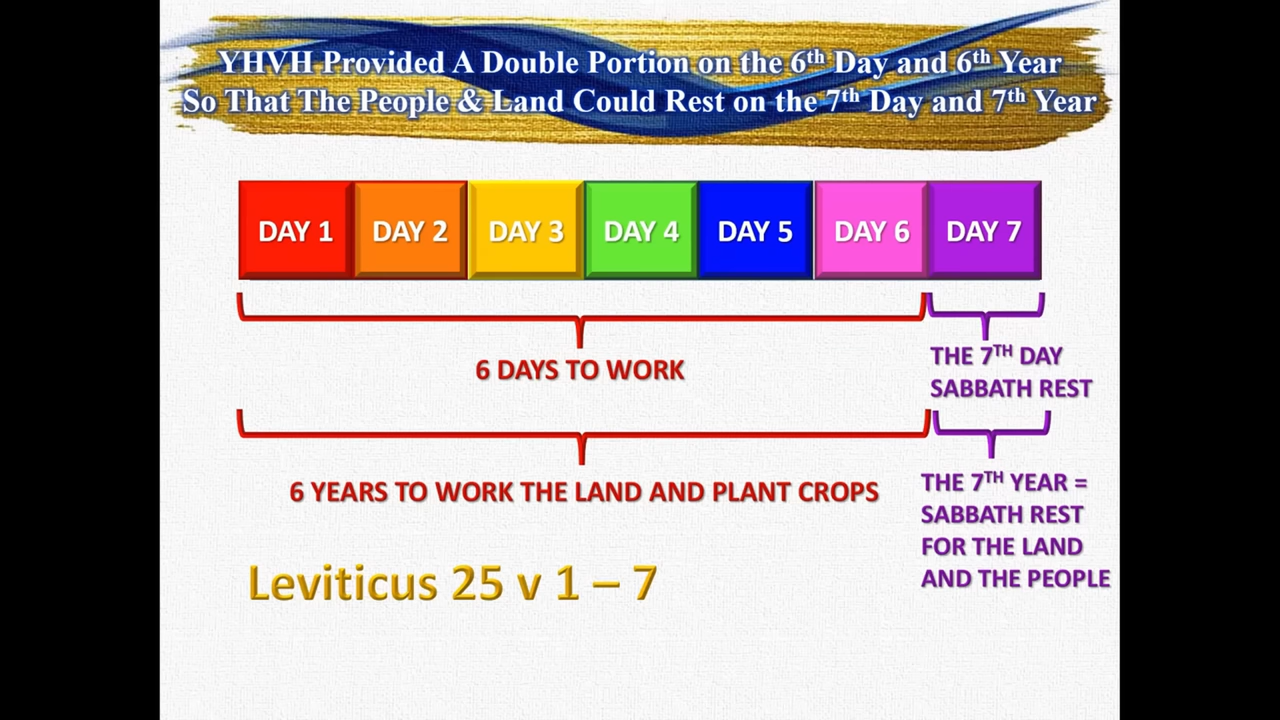 YHVH Provided A Double Portion on the 6th Day and 6th Year
So That The People & Land Could Rest on the 7th Day and 7th Year
DAY 1 DAY 2 DAY 3 DAY 4 DAY 5 DAY 6 DAY 7
6 DAYS TO WORK
THE 7TH DAY
SABBATH REST
6 YEARS TO WORK THE LAND AND PLANT CROPS
THE 7TH YEAR =
SABBATH REST
FOR THE LAND
AND THE PEOPLE
Leviticus 25 v 1 – 7